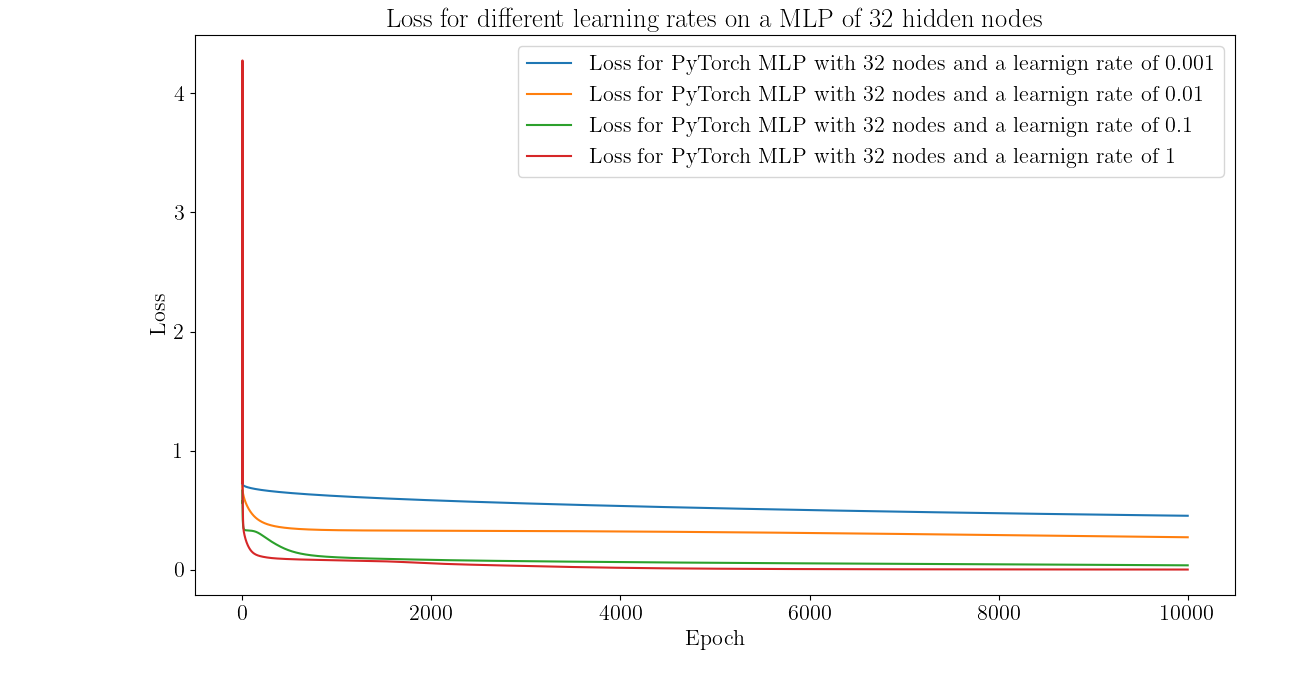 Loss for different learning rates on a MLP of 32 hidden nodes
Loss for PyTorch MLP with 32 nodes and a learnign rate of 0.001
Loss for PyTorch MLP with 32 nodes and a learnign rate of 0.01
Loss for PyTorch MLP with 32 nodes and a learnign rate of 0.1
Loss for PyTorch MLP with 32 nodes and a learnign rate of 1
4
3
2
1
0
Loss
0 2000 4000 6000 8000 10000
Epoch